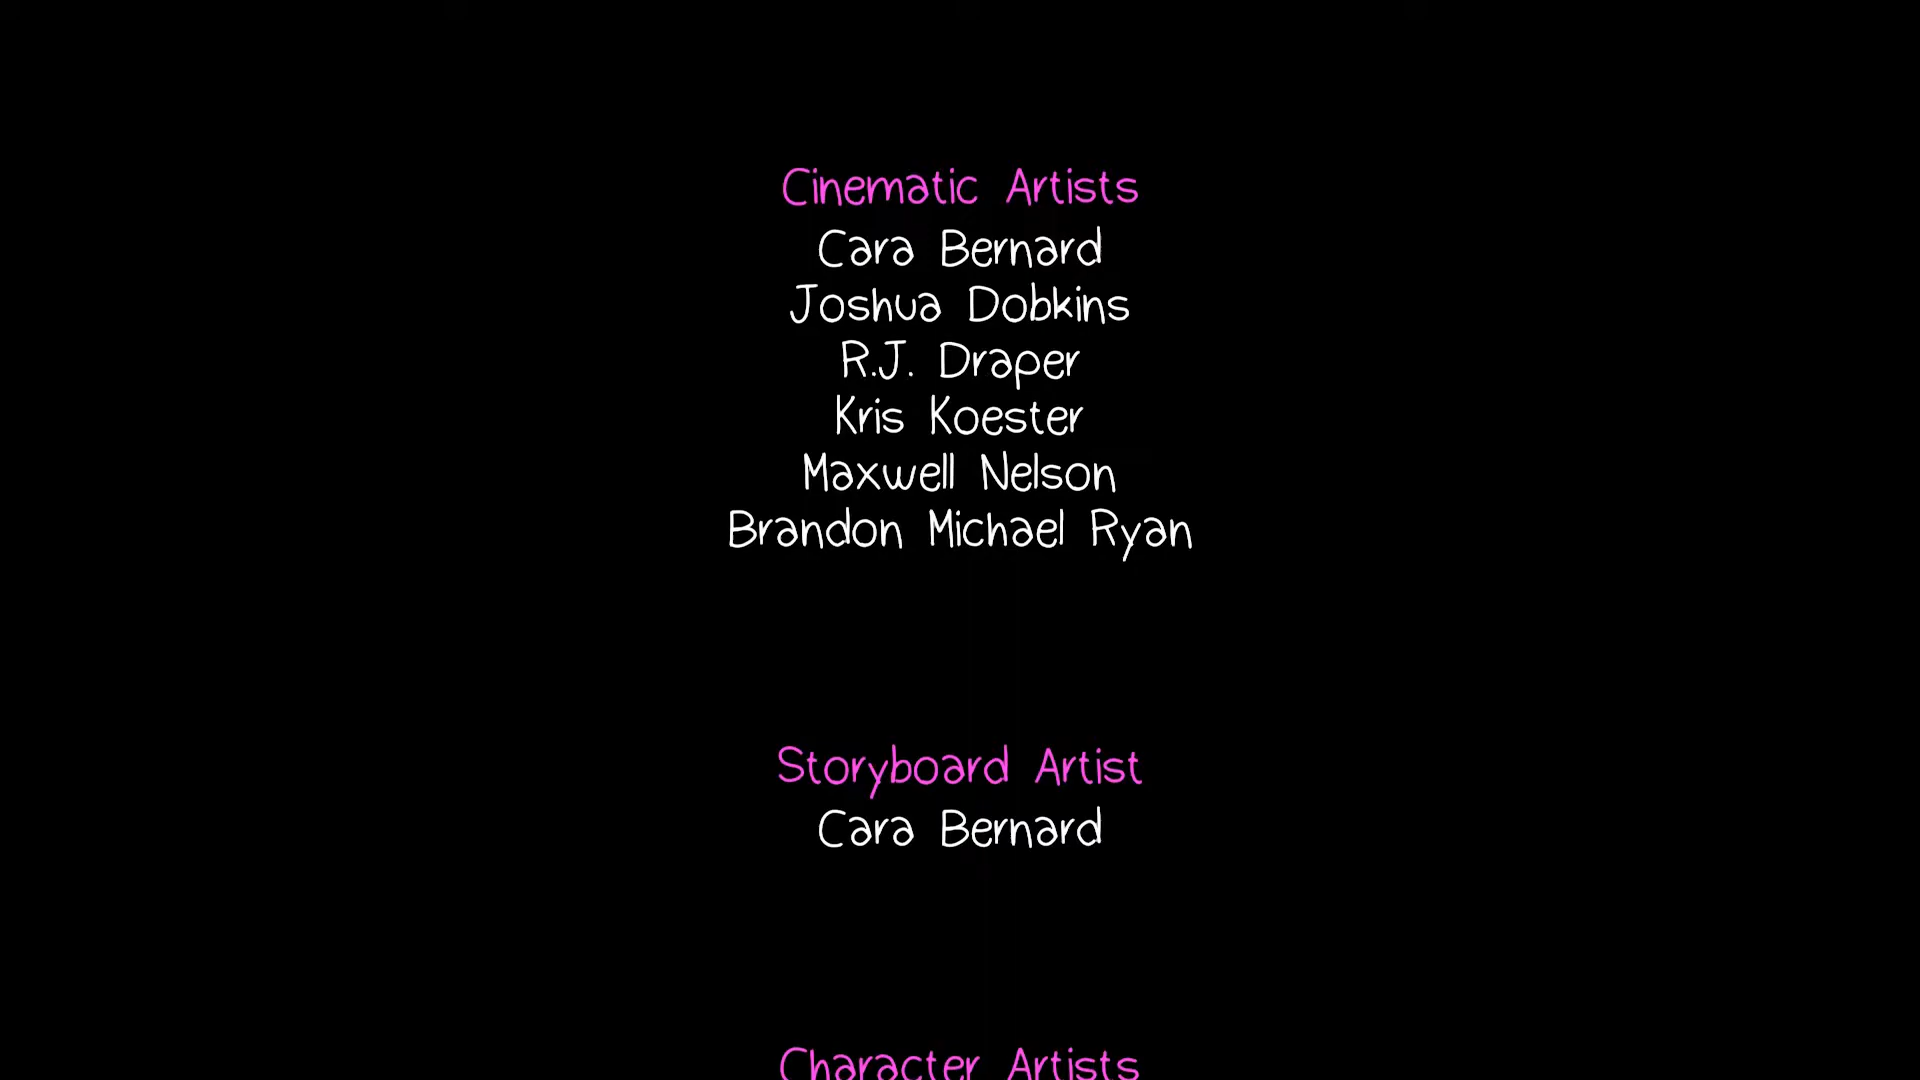 Cinematic Artists
Cara Bernard
Joshua Dobkins
R.J. Draper
Kris Koester
Maxwell Nelson
Brandon Michael Ryan
Storyboard Artist
Cara Bernard
Character Artists